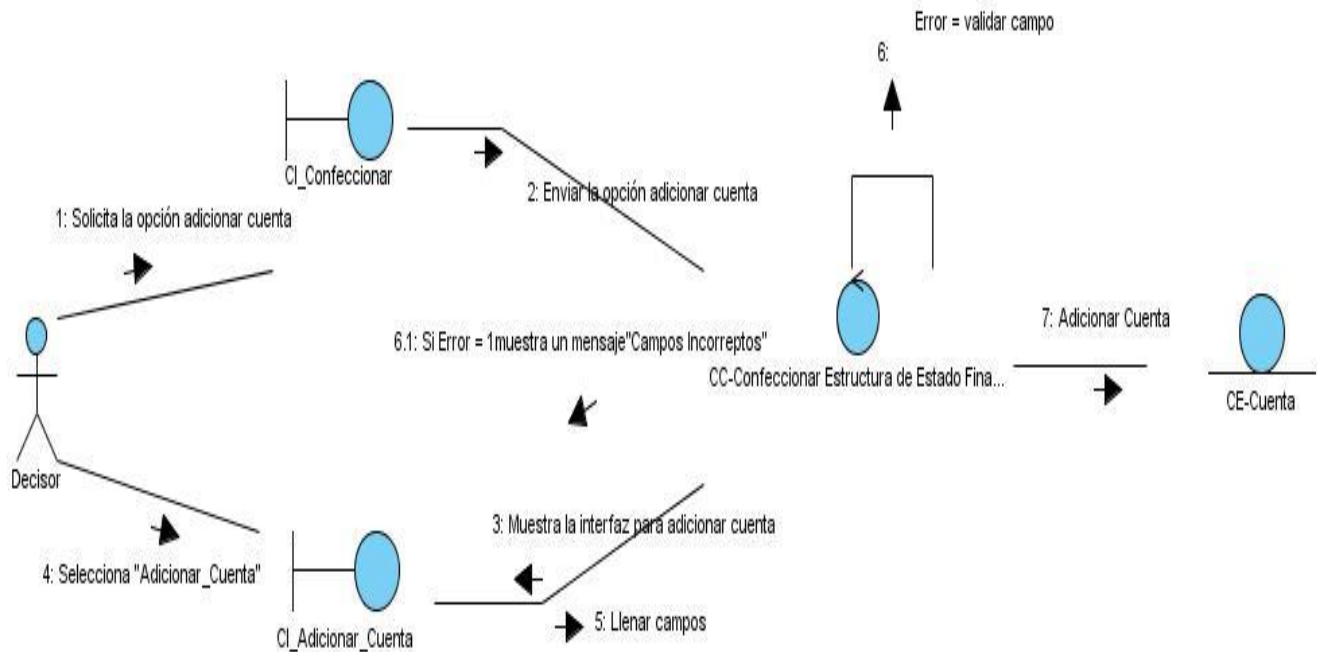 Error = validar campo
6:
CI_Confeccionar
2: Enviar la opción adicionar cuenta
1: Solicita la opción adicionar cuenta
6.1: Si Error = 1muestra un mensaje"Campos Incorreptos"
7: Adicionar Cuenta
CC-Confeccionar Estructura de Estado Fina...
CE-Cuenta
Decisor
3: Muestra la interfaz para adicionar cuenta
4: Selecciona "Adicionar_Cuenta"
5: Llenar campos
CI_Adicionar_Cuenta